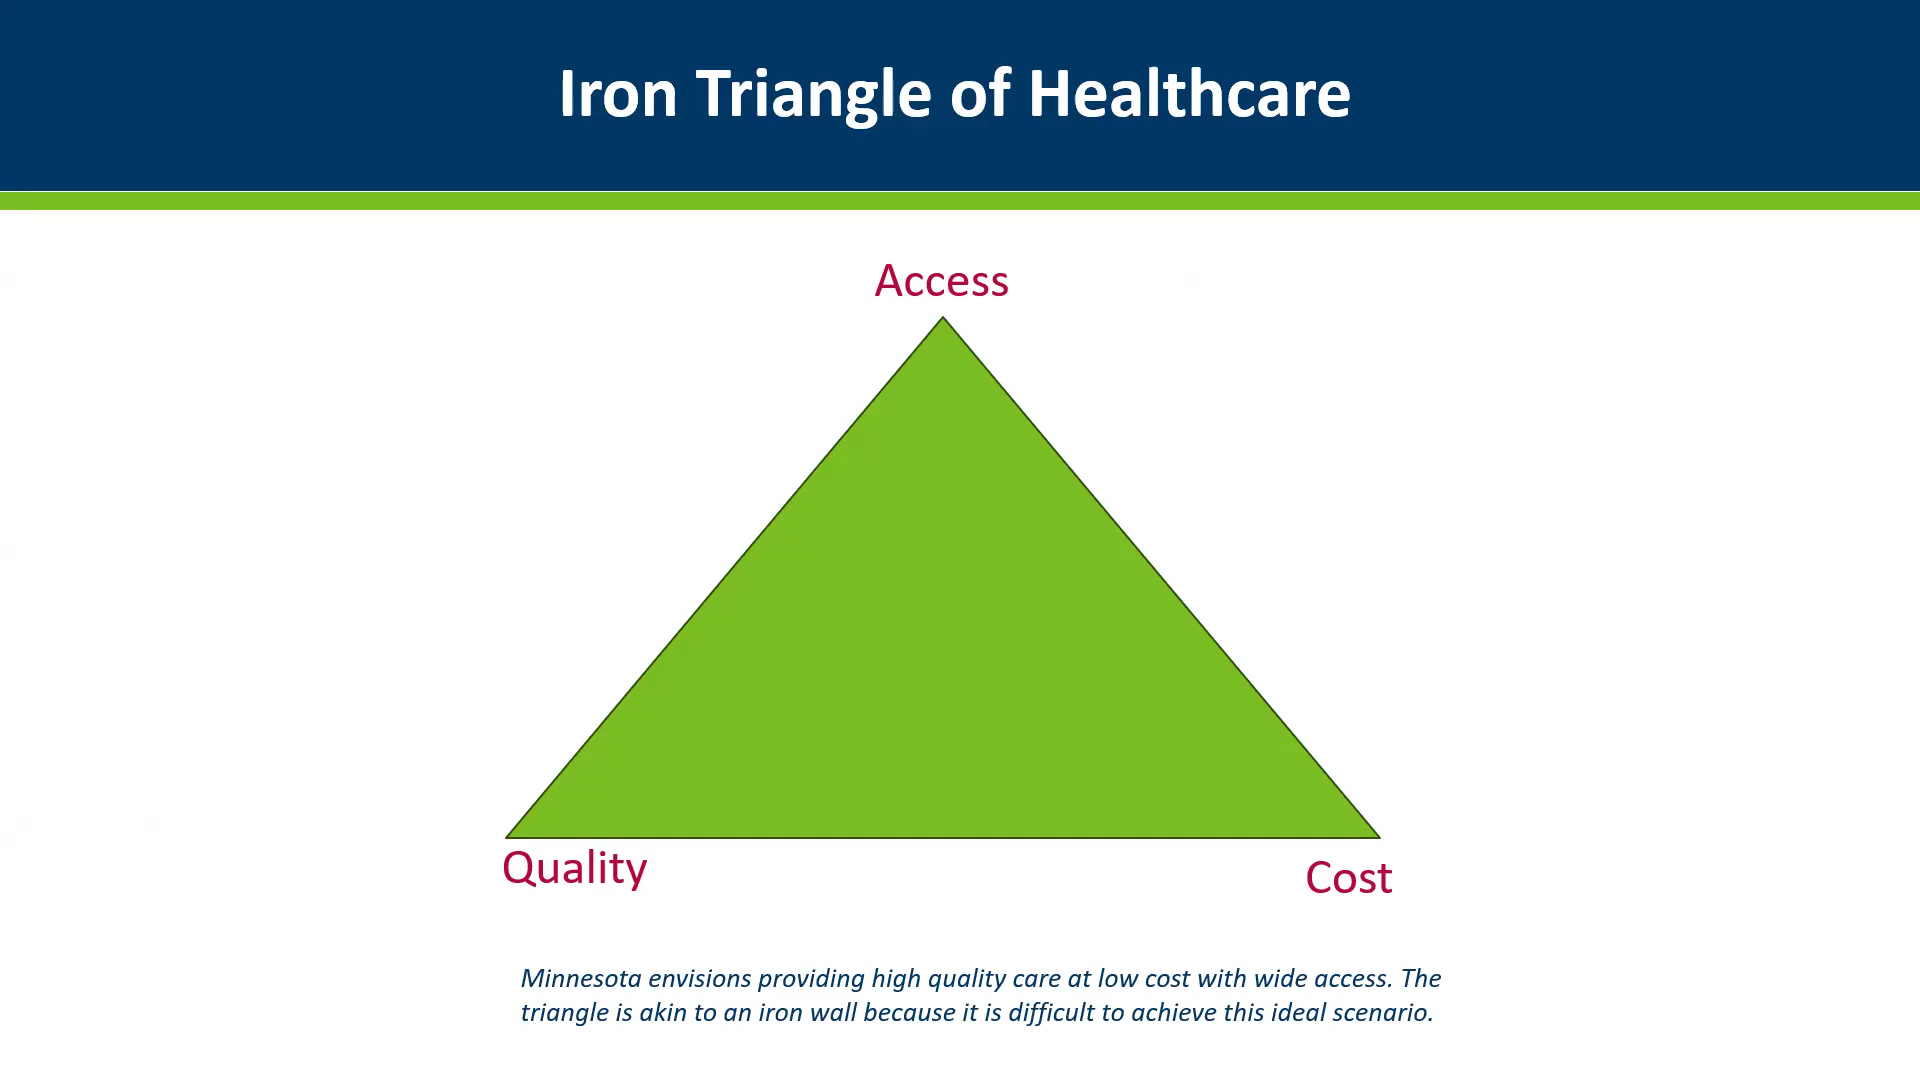 Iron Triangle of Healthcare
Access
Quality
Cost
Minnesota envisions providing high quality care at low cost with wide access. The
triangle is akin to an iron wall because it is difficult to achieve this ideal scenario.